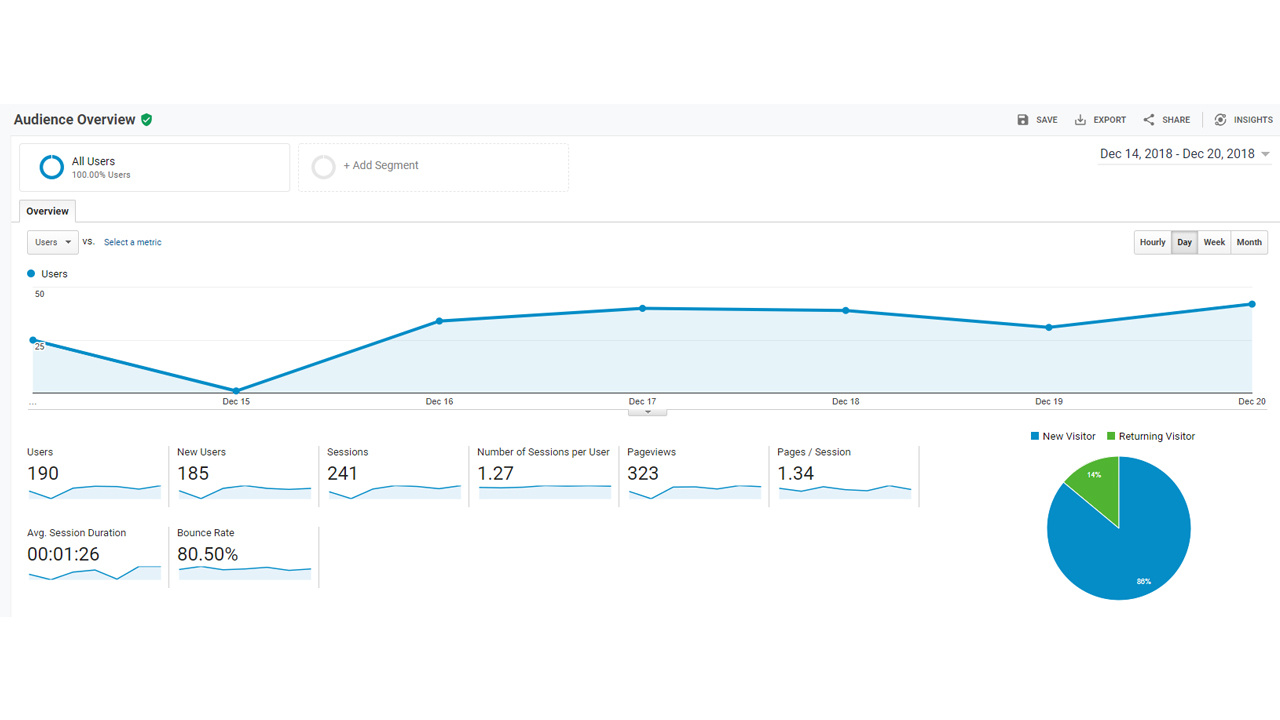 Audience Overview
SAVE EXPORT SHARE INSIGHTS
All Users
100.00% Users
+ Add Segment
Dec 14, 2018 - Dec 20, 2018
Overview
Users vs. Select a metric
Hourly Day Week Month
Users
50
25
... Dec 15 Dec 16 Dec 17 Dec 18 Dec 19 Dec 20
Users
190
New Users
185
Sessions
241
Number of Sessions per User
1.27
Pageviews
323
Pages / Session
1.34
Avg. Session Duration
00:01:26
Bounce Rate
80.50%
New Visitor Returning Visitor
14%
86%